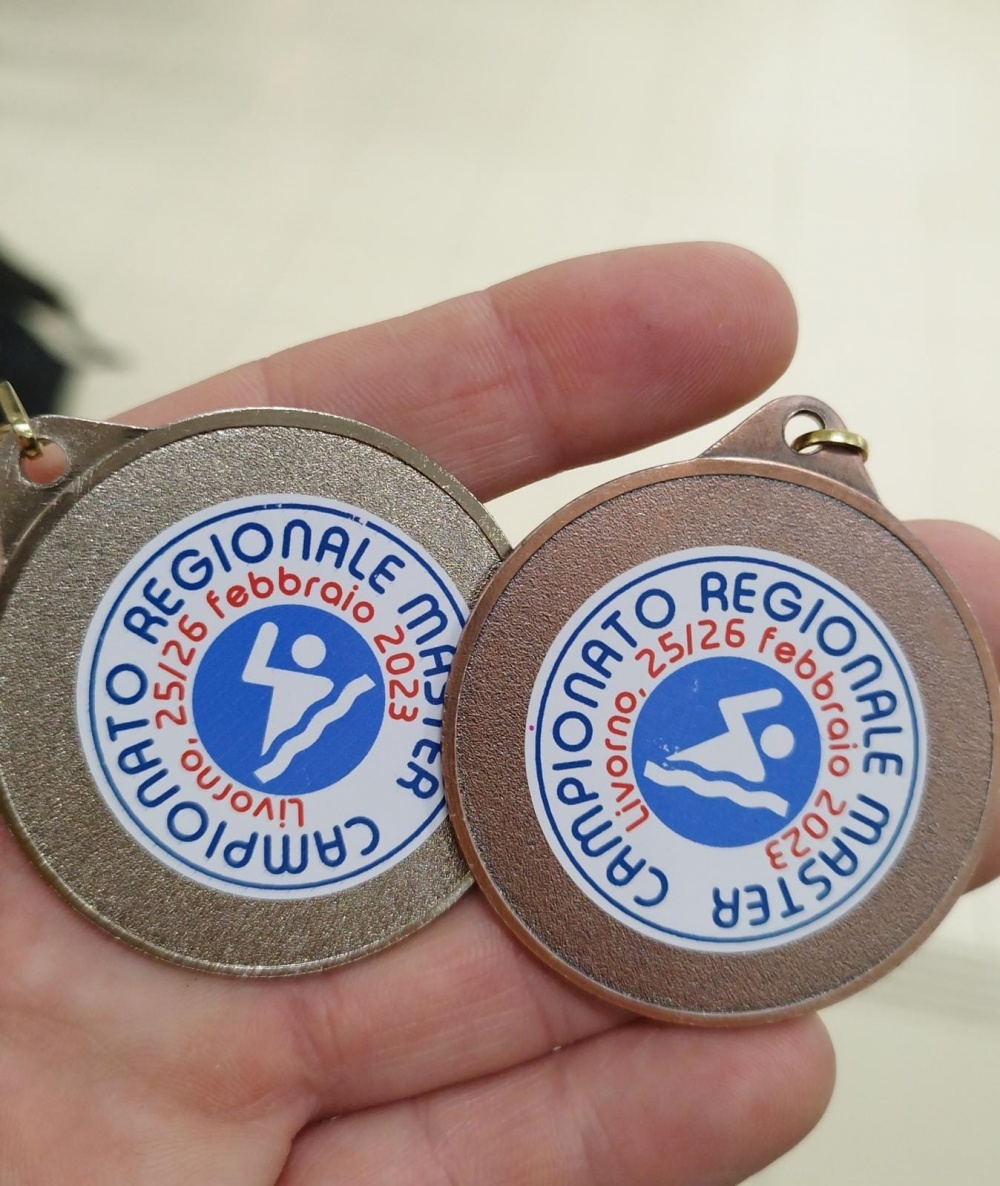 CAMPIONATO REGIONALE MASTER
Livorno, 25/26 febbraio 2023
CAMPIONATO REGIONALE MASTER
Livorno, 25/26 febbraio 2023